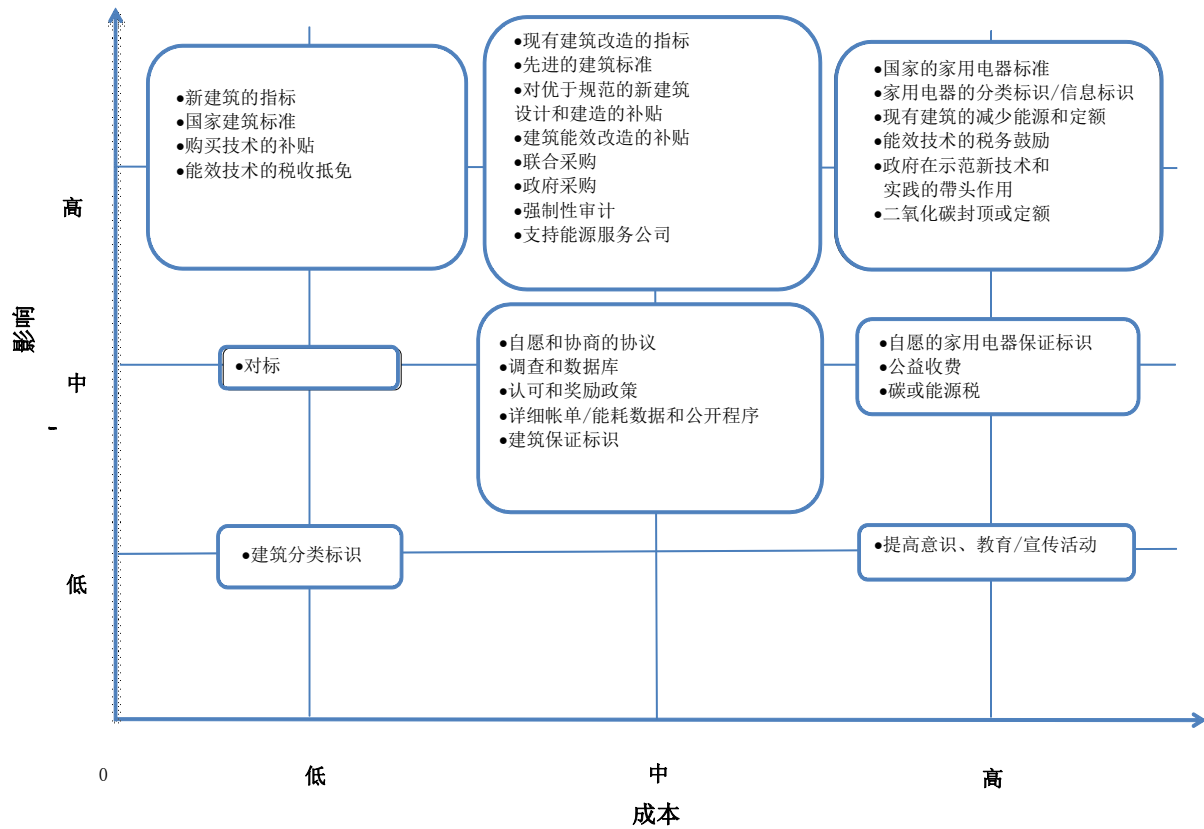 ●新建筑的指标
●国家建筑标准
●购买技术的补贴
●能效技术的税收抵免
●现有建筑改造的指标
●先进的建筑标准
●对优于规范的新建筑
设计和建造的补贴
●建筑能效改造的补贴
●联合采购
●政府采购
●强制性审计
●支持能源服务公司
●国家的家用电器标准
●家用电器的分类标识/信息标识
●现有建筑的减少能源和定额
●能效技术的税务鼓励
●政府在示范新技术和
实践的带头作用
●二氧化碳封顶或定额
高
影响
●对标
●自愿和协商的协议
●调查和数据库
●认可和奖励政策
●详细帐单/能耗数据和公开程序
●建筑保证标识
●自愿的家用电器保证标识
●公益收费
●碳或能源税
中
●建筑分类标识
●提高意识、教育/宣传活动
低
0
低
中
高
成本